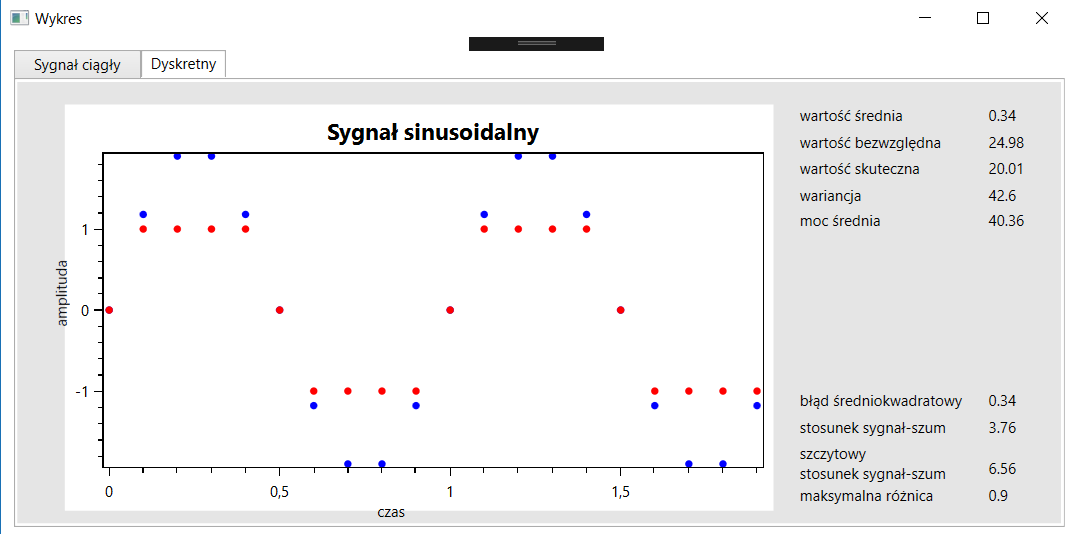 Wykres
Sygnał ciągły
Dyskretny
Sygnał sinusoidalny
amplituda
1
0
-1
0
0,5
1
1,5
czas
wartość średnia 0.34
wartość bezwzględna 24.98
wartość skuteczna 20.01
wariancja 42.6
moc średnia 40.36
błąd średniokwadratowy 0.34
stosunek sygnał-szum 3.76
szczytowy
stosunek sygnał-szum 6.56
maksymalna różnica 0.9